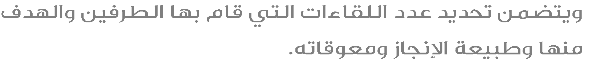 ويتضمن تحديد عدد اللقاءات التي قام بها الطرفين والهدف
منها وطبيعة الإنجاز ومعوقاته.